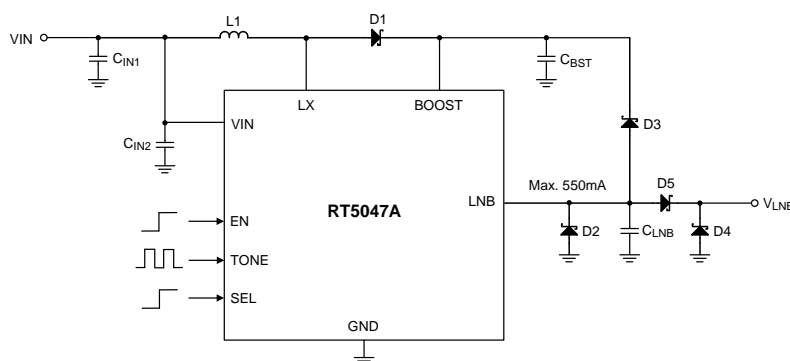 L1
D1
VIN
CIN1
CBST
LX
BOOST
VIN
CIN2
D3
LNB
Max. 550mA
D5
RT5047A
VLNB
EN
D2
CLNB
D4
TONE
SEL
GND